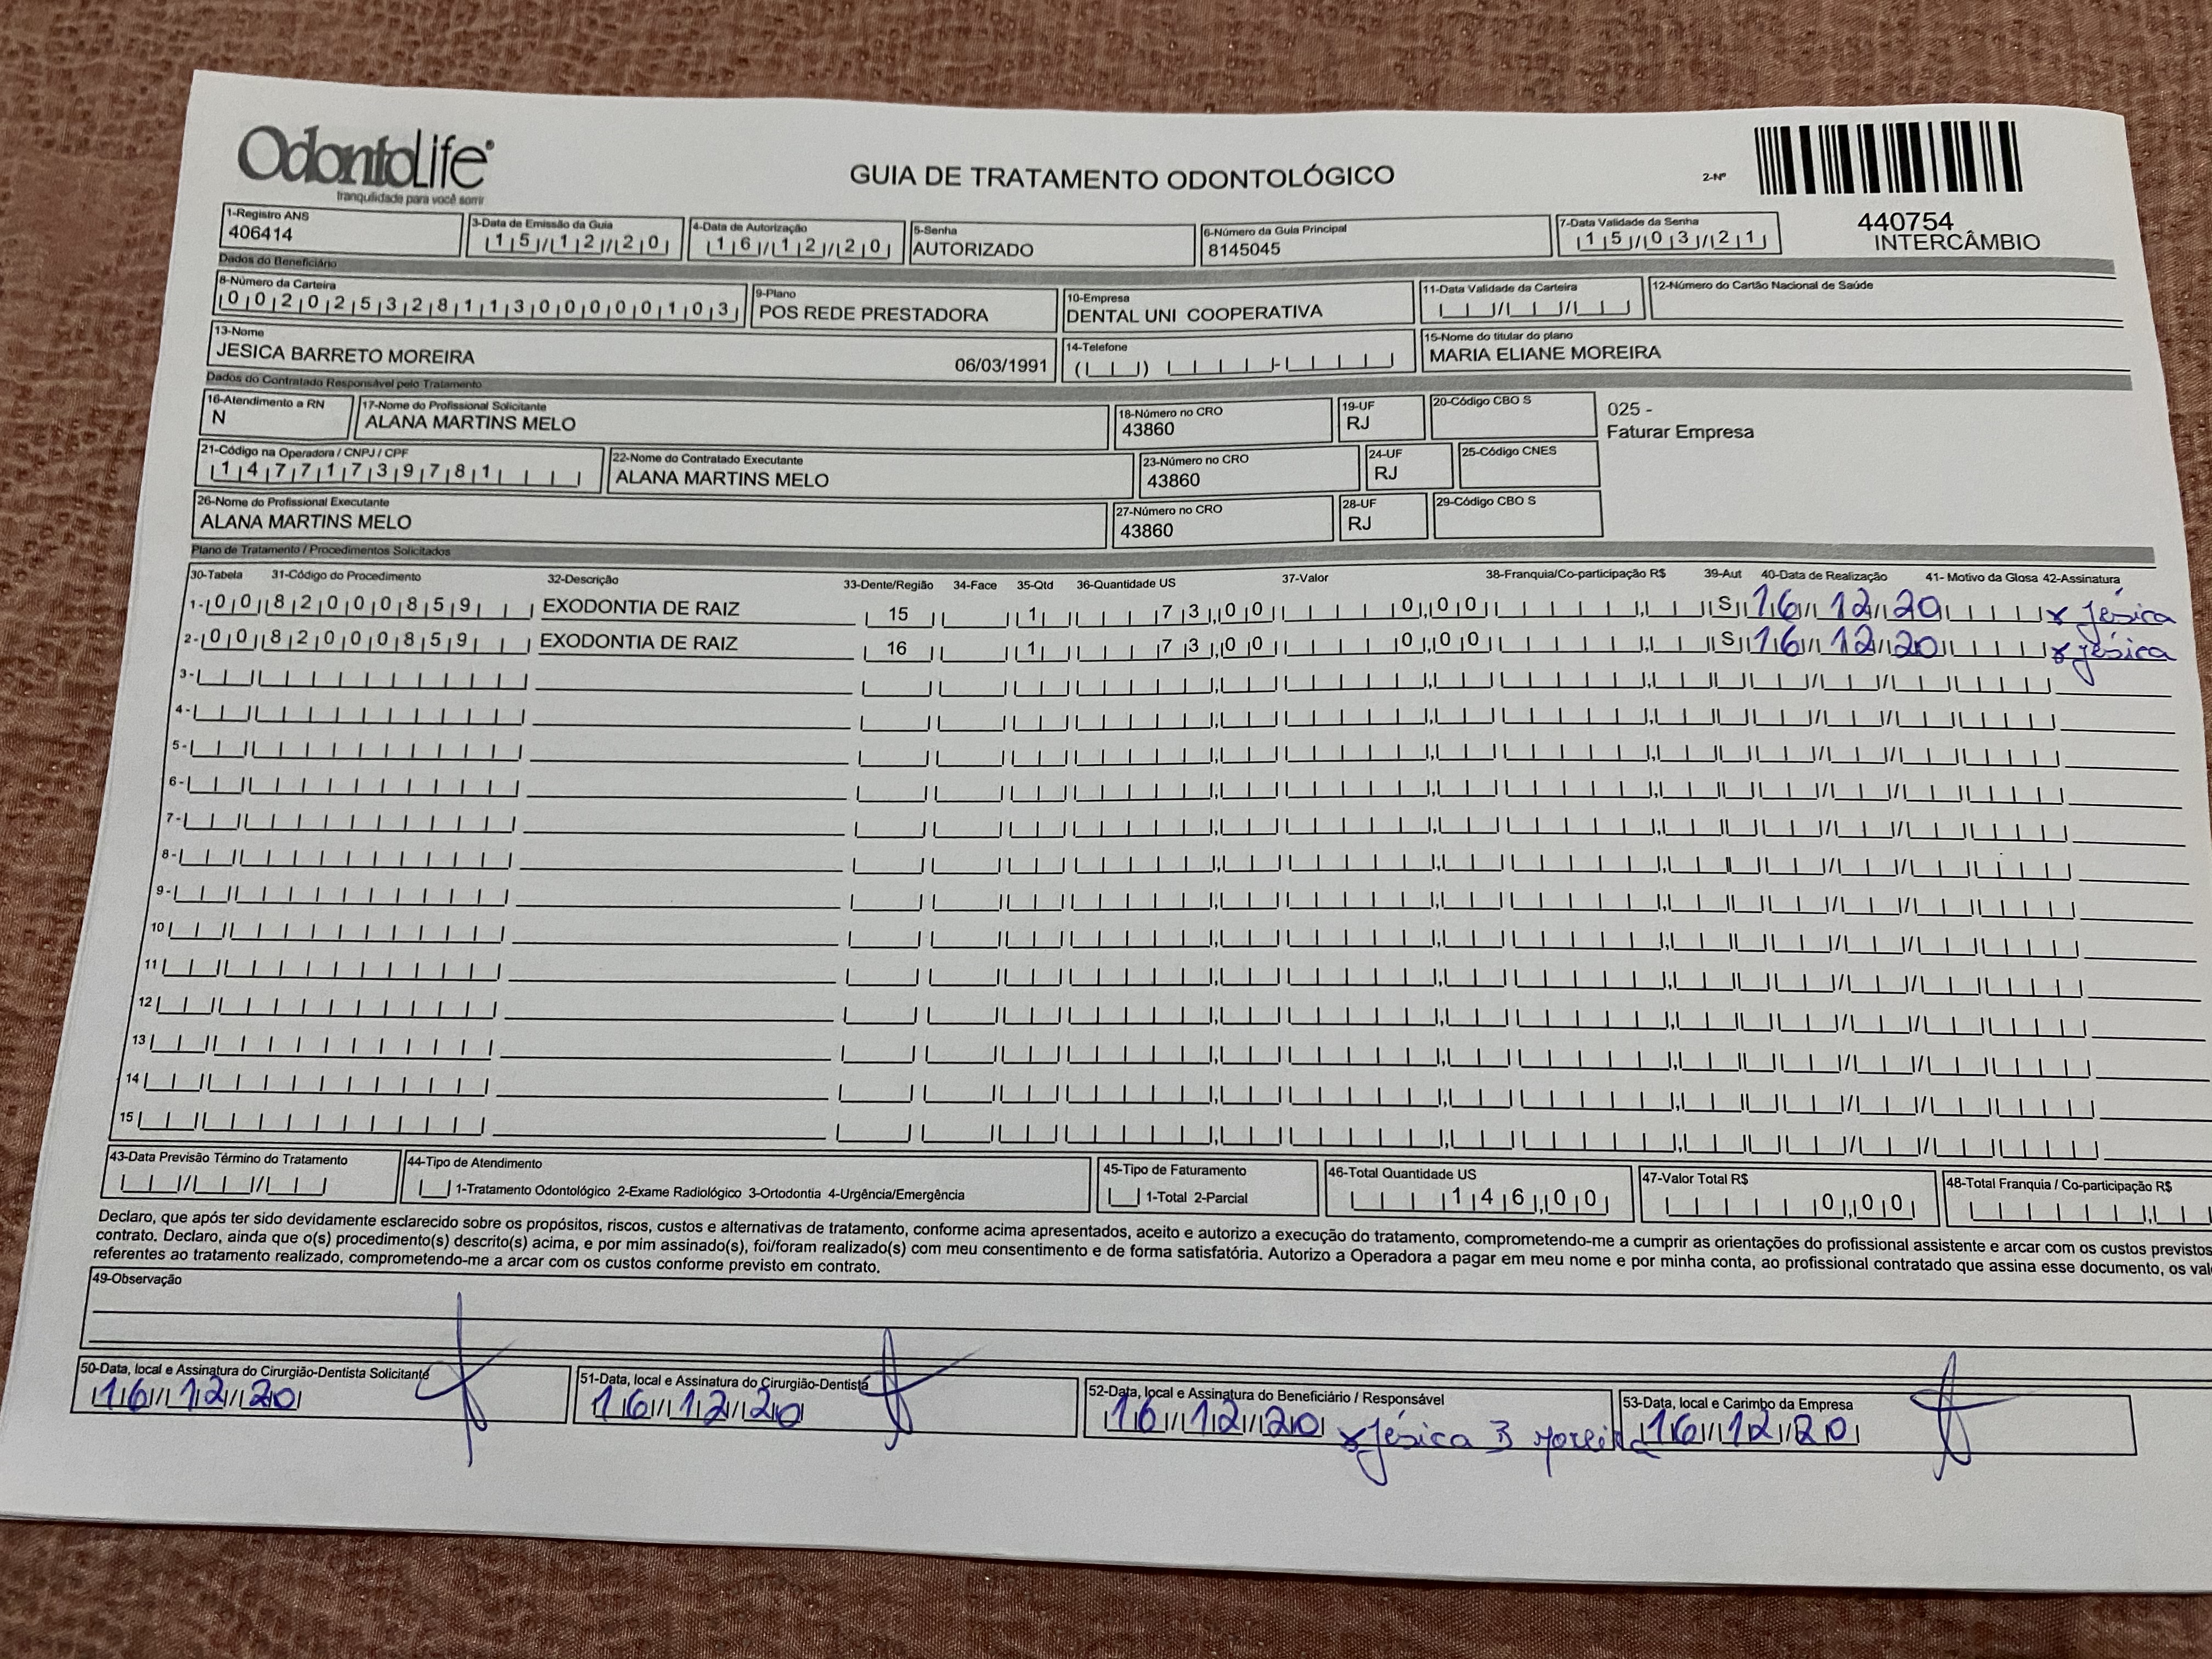 OdontoLife®
tranquilidade para você sorrir
GUIA DE TRATAMENTO ODONTOLÓGICO
2-Nº
440754
INTERCÂMBIO
1-Registro ANS 3-Data de Emissão da Guia 4-Data de Autorização 5-Senha 6-Número da Guia Principal 7-Data Validade da Senha
406414 15/12/20 16/12/20 AUTORIZADO 8145045 15/03/21
Dados do Beneficiário
8-Número da Carteira 9-Plano 10-Empresa 11-Data Validade da Carteira 12-Número do Cartão Nacional de Saúde
00202532811300000103 POS REDE PRESTADORA DENTAL UNI COOPERATIVA
13-Nome 14-Telefone 15-Nome do titular do plano
JESICA BARRETO MOREIRA 06/03/1991 MARIA ELIANE MOREIRA
Dados do Contratado Responsável pelo Tratamento
16-Atendimento a RN 17-Nome do Profissional Solicitante 18-Número no CRO 19-UF 20-Código CBO S
N ALANA MARTINS MELO 43860 RJ
025 -
Faturar Empresa
21-Código na Operadora / CNPJ / CPF 22-Nome do Contratado Executante 23-Número no CRO 24-UF 25-Código CNES
14771739781 ALANA MARTINS MELO 43860 RJ
26-Nome do Profissional Executante 27-Número no CRO 28-UF 29-Código CBO S
ALANA MARTINS MELO 43860 RJ
Plano de Tratamento / Procedimentos Solicitados
30-Tabela 31-Código do Procedimento 32-Descrição 33-Dente/Região 34-Face 35-Qtd 36-Quantidade US 37-Valor 38-Franquia/Co-participação R$ 39-Aut 40-Data de Realização 41- Motivo da Glosa 42-Assinatura
1- 00 82000859 EXODONTIA DE RAIZ 15 1 73,00 0,00 S 16/12/20 x Jésica
2- 00 82000859 EXODONTIA DE RAIZ 16 1 73,00 0,00 S 16/12/20 x Jésica
3-
4-
5-
6-
7-
8-
9-
10
11
12
13
14
15
43-Data Previsão Término do Tratamento 44-Tipo de Atendimento 45-Tipo de Faturamento 46-Total Quantidade US 47-Valor Total R$ 48-Total Franquia / Co-participação R$
1-Tratamento Odontológico 2-Exame Radiológico 3-Ortodontia 4-Urgência/Emergência 1-Total 2-Parcial 146,00 0,00
Declaro, que após ter sido devidamente esclarecido sobre os propósitos, riscos, custos e alternativas de tratamento, conforme acima apresentados, aceito e autorizo a execução do tratamento, comprometendo-me a cumprir as orientações do profissional assistente e arcar com os custos previstos
contrato. Declaro, ainda que o(s) procedimento(s) descrito(s) acima, e por mim assinado(s), foi/foram realizado(s) com meu consentimento e de forma satisfatória. Autorizo a Operadora a pagar em meu nome e por minha conta, ao profissional contratado que assina esse documento, os val
referentes ao tratamento realizado, comprometendo-me a arcar com os custos conforme previsto em contrato.
49-Observação
50-Data, local e Assinatura do Cirurgião-Dentista Solicitante 51-Data, local e Assinatura do Cirurgião-Dentista 52-Data, local e Assinatura do Beneficiário / Responsável 53-Data, local e Carimbo da Empresa
16/12/20 16/12/20 16/12/20 x Jésica B Moreira 16/12/20